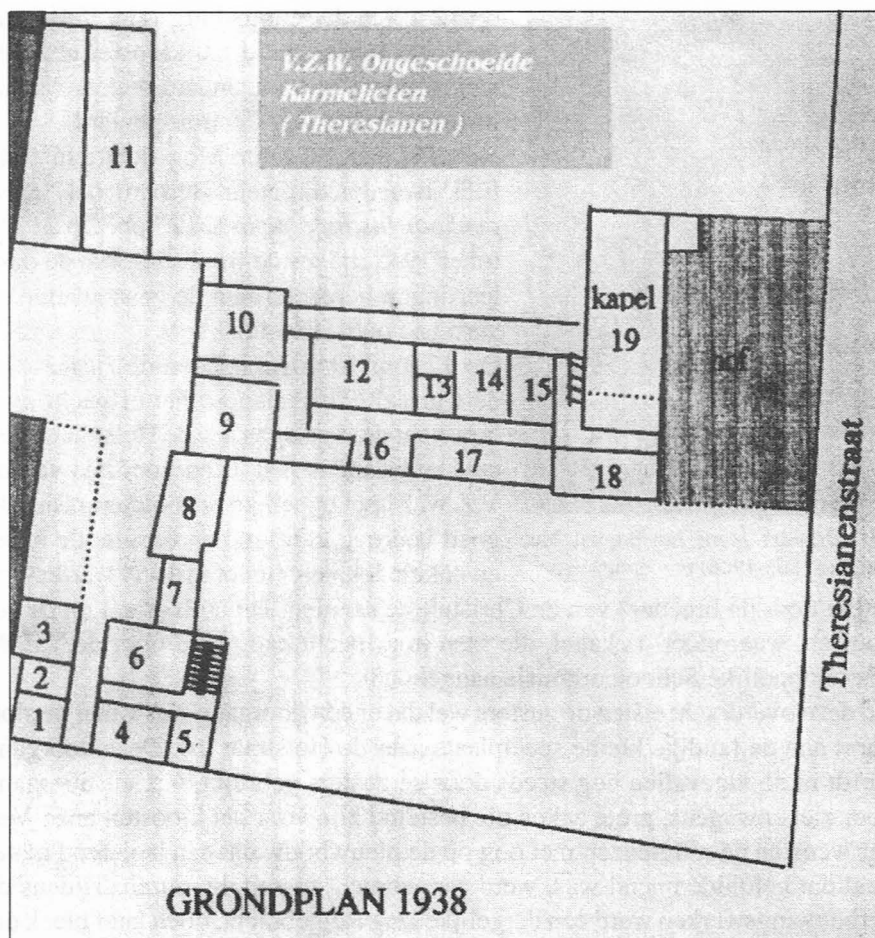 V.Z.W. Ongeschoeide
Karmelieten
( Theresianen )
11
kapel
10
19
hof
12
13
14
15
9
16
17
18
8
7
3
6
2
1
4
5
Theresianenstraat
GRONDPLAN 1938